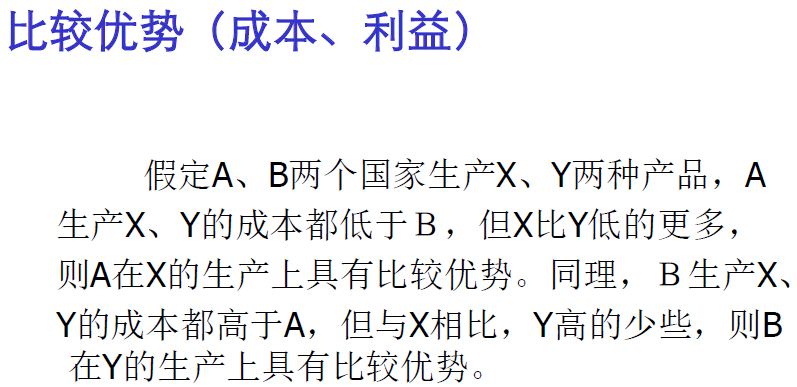 比较优势（成本、利益）
假定A、B两个国家生产X、Y两种产品，A
生产X、Y的成本都低于Ｂ，但X比Y低的更多，
则A在X的生产上具有比较优势。同理，Ｂ生产X、
Y的成本都高于A，但与X相比，Y高的少些，则B
在Y的生产上具有比较优势。